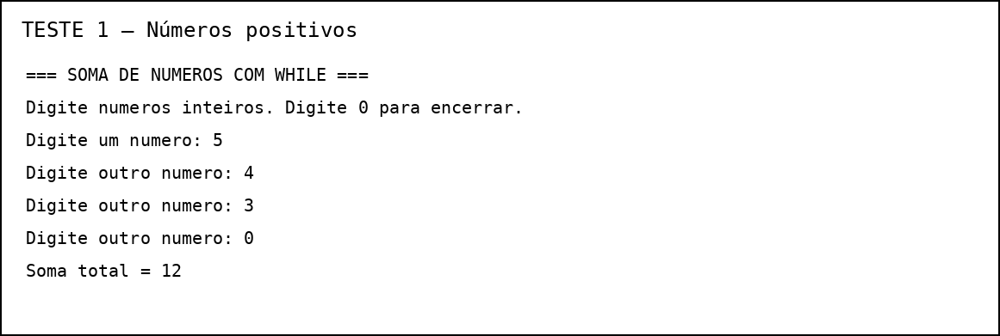 TESTE 1 – Números positivos
=== SOMA DE NUMEROS COM WHILE ===
Digite numeros inteiros. Digite 0 para encerrar.
Digite um numero: 5
Digite outro numero: 4
Digite outro numero: 3
Digite outro numero: 0
Soma total = 12